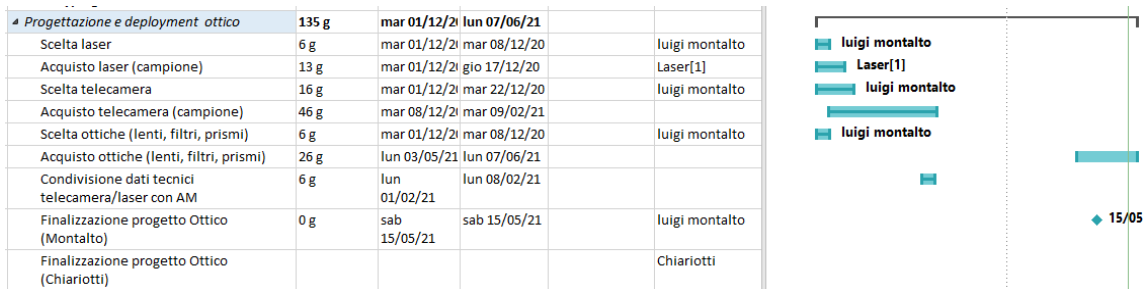 Progettazione e deployment ottico 135 g mar 01/12/20 lun 07/06/21
Scelta laser 6 g mar 01/12/20 mar 08/12/20 luigi montalto luigi montalto
Acquisto laser (campione) 13 g mar 01/12/20 gio 17/12/20 Laser[1] Laser[1]
Scelta telecamera 16 g mar 01/12/20 mar 22/12/20 luigi montalto luigi montalto
Acquisto telecamera (campione) 46 g mar 08/12/20 mar 09/02/21
Scelta ottiche (lenti, filtri, prismi) 6 g mar 01/12/20 mar 08/12/20 luigi montalto luigi montalto
Acquisto ottiche (lenti, filtri, prismi) 26 g lun 03/05/21 lun 07/06/21
Condivisione dati tecnici 6 g lun lun 08/02/21
telecamera/laser con AM 01/02/21
Finalizzazione progetto Ottico 0 g sab sab 15/05/21 luigi montalto 15/05
(Montalto) 15/05/21
Finalizzazione progetto Ottico Chiariotti
(Chiariotti)